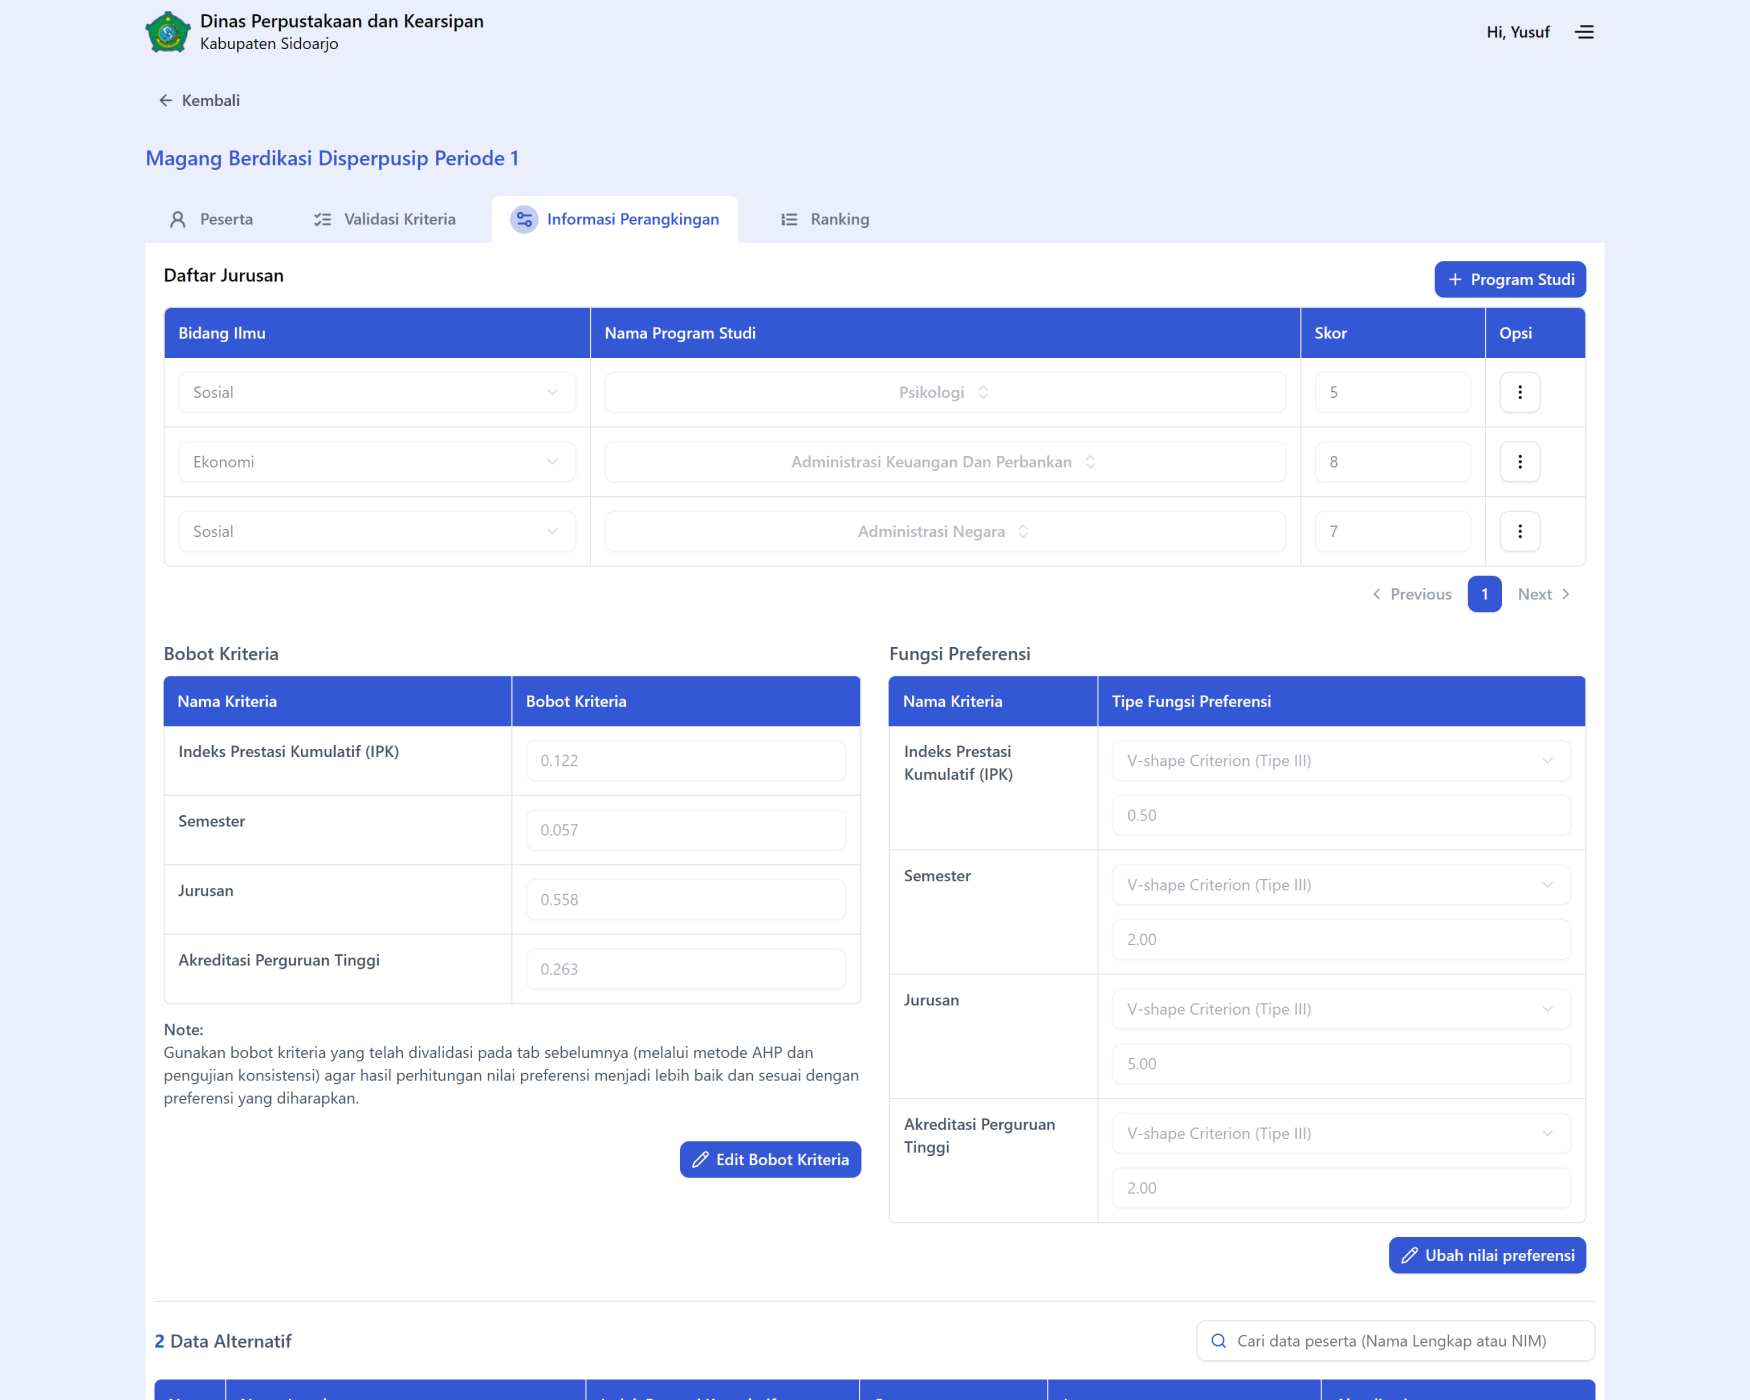 Dinas Perpustakaan dan Kearsipan
Kabupaten Sidoarjo
Hi, Yusuf
Kembali
Magang Berdikasi Disperpusip Periode 1
Peserta
Validasi Kriteria
Informasi Perangkingan
Ranking
Daftar Jurusan
Program Studi
Bidang Ilmu
Nama Program Studi
Skor
Opsi
Sosial
Psikologi
5
Ekonomi
Administrasi Keuangan Dan Perbankan
8
Sosial
Administrasi Negara
7
Previous
1
Next
Bobot Kriteria
Nama Kriteria
Bobot Kriteria
Indeks Prestasi Kumulatif (IPK)
0.122
Semester
0.057
Jurusan
0.558
Akreditasi Perguruan Tinggi
0.263
Note:
Gunakan bobot kriteria yang telah divalidasi pada tab sebelumnya (melalui metode AHP dan
pengujian konsistensi) agar hasil perhitungan nilai preferensi menjadi lebih baik dan sesuai dengan
preferensi yang diharapkan.
Edit Bobot Kriteria
Fungsi Preferensi
Nama Kriteria
Tipe Fungsi Preferensi
Indeks Prestasi
Kumulatif (IPK)
V-shape Criterion (Tipe III)
0.50
Semester
V-shape Criterion (Tipe III)
2.00
Jurusan
V-shape Criterion (Tipe III)
5.00
Akreditasi Perguruan
Tinggi
V-shape Criterion (Tipe III)
2.00
Ubah nilai preferensi
2 Data Alternatif
Cari data peserta (Nama Lengkap atau NIM)